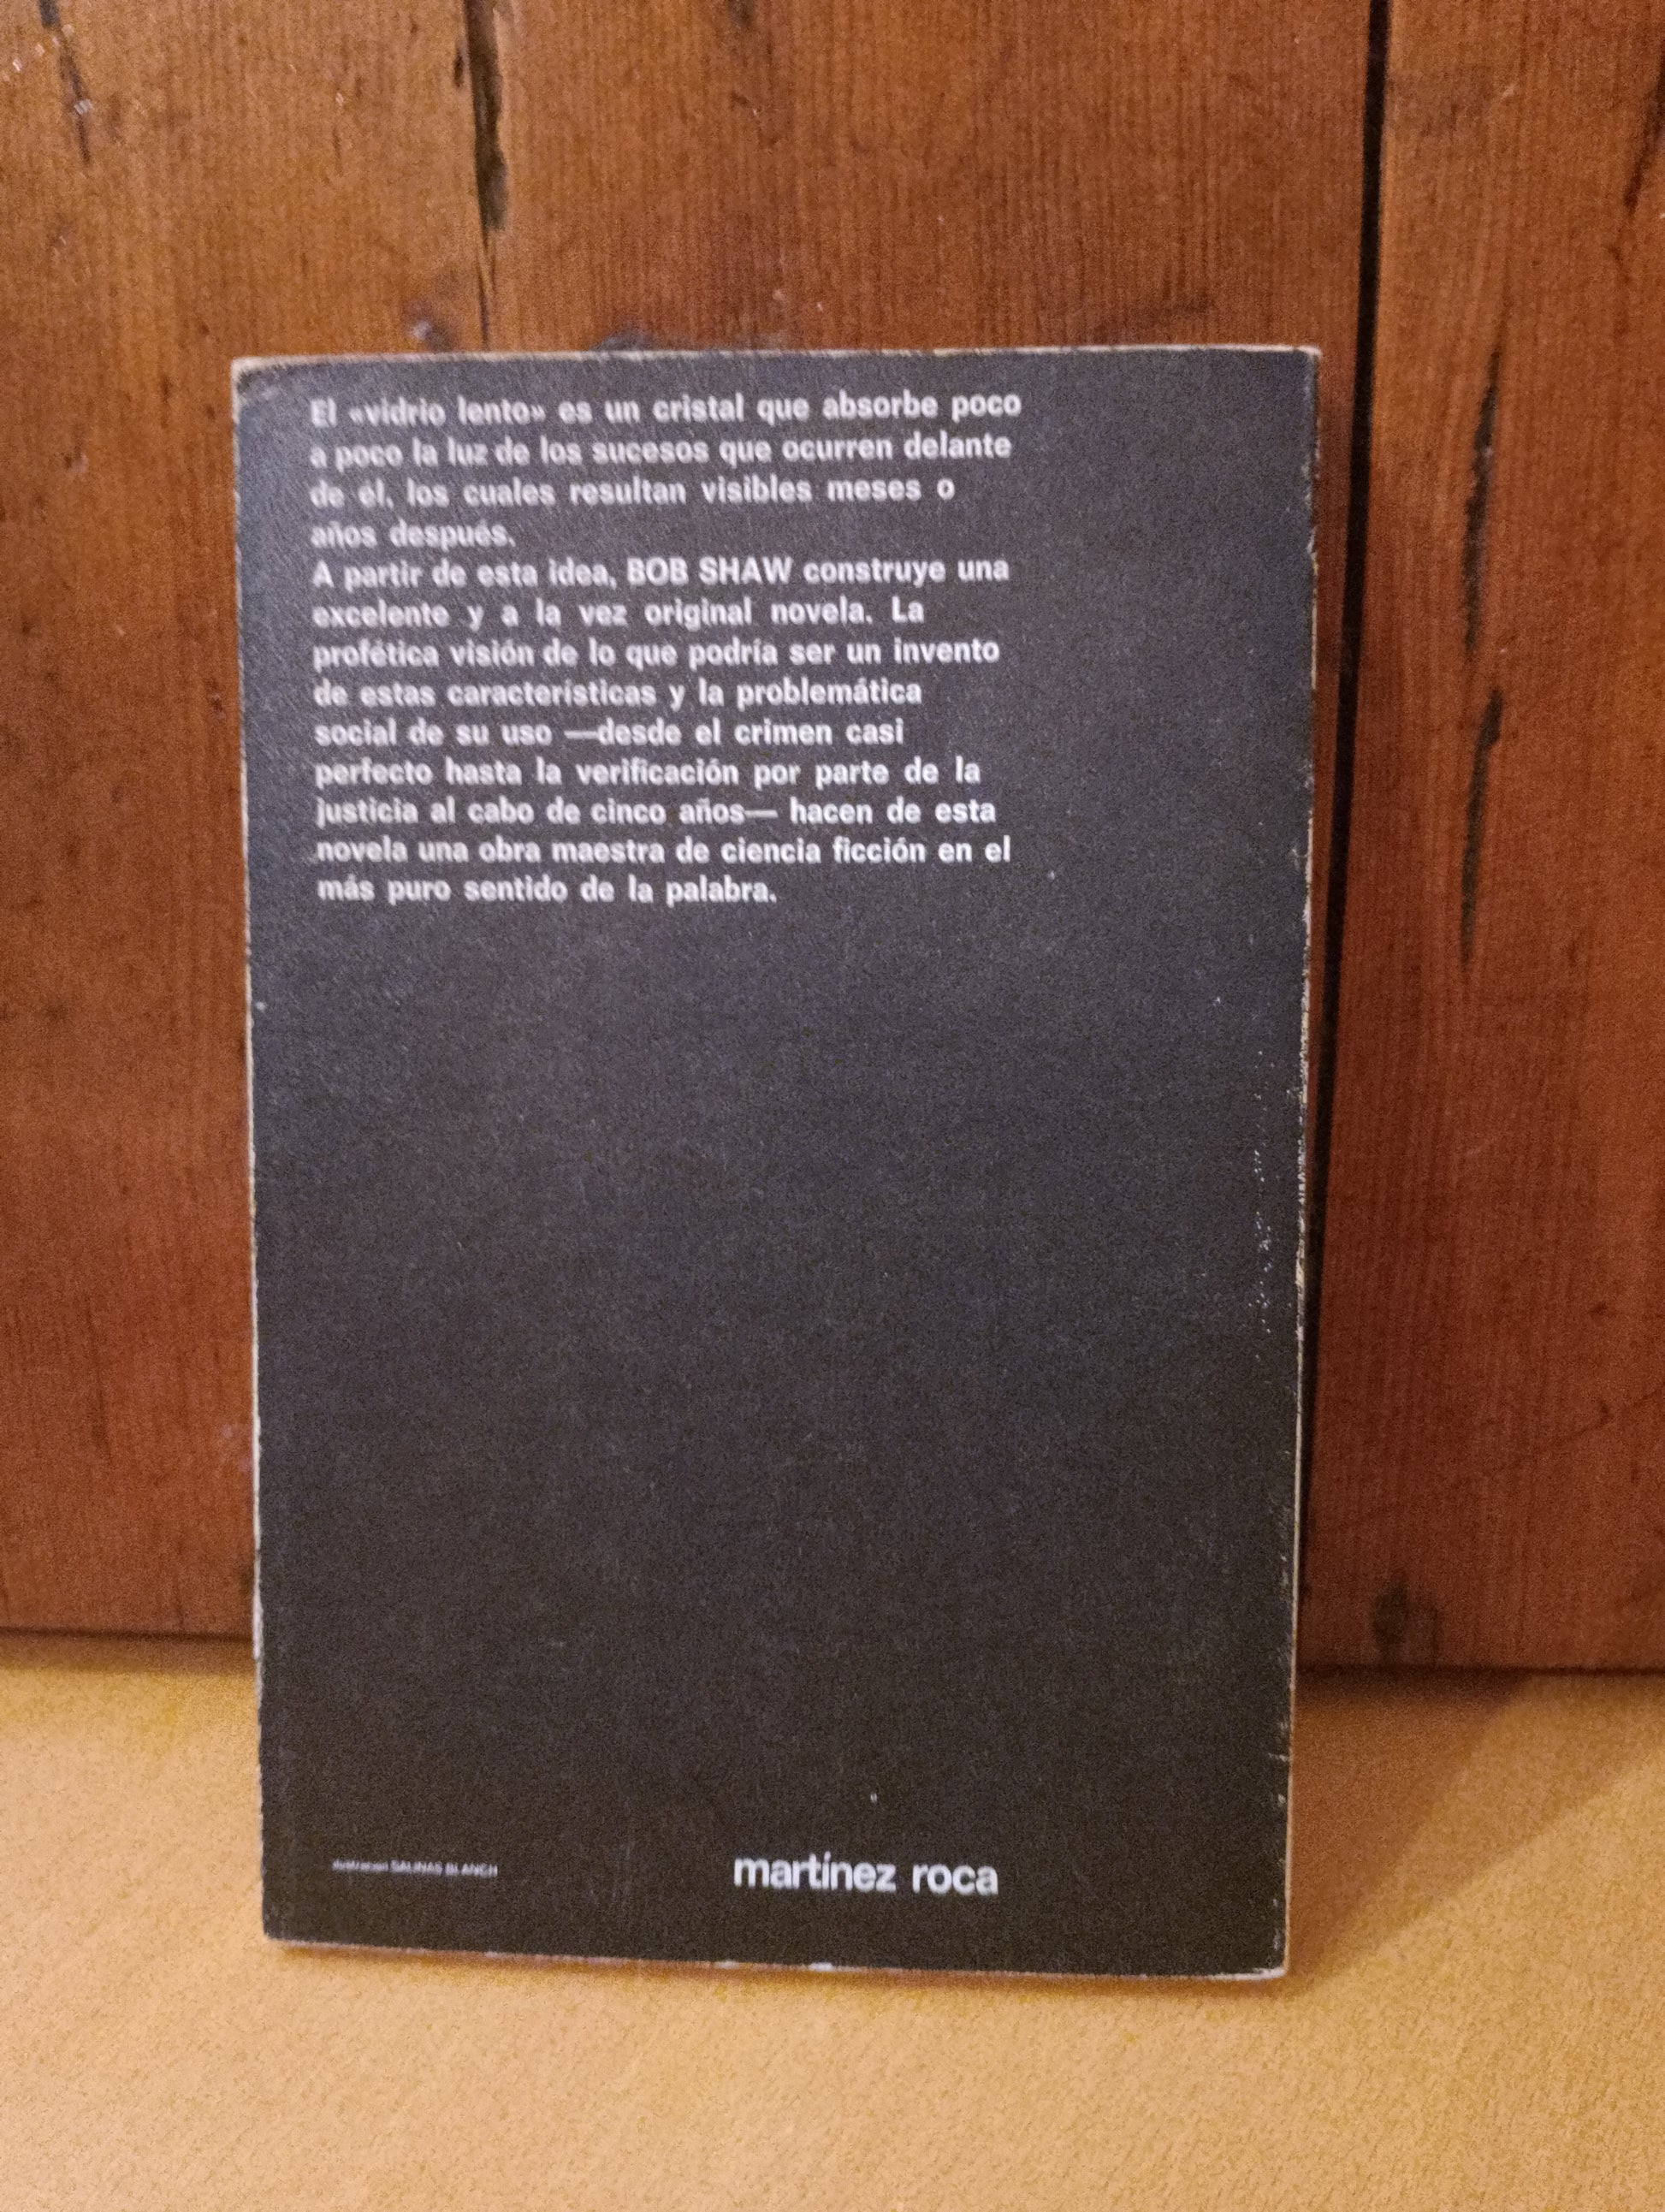 El «vidrio lento» es un cristal que absorbe poco
a poco la luz de los sucesos que ocurren delante
de él, los cuales resultan visibles meses o
años después.
A partir de esta idea, BOB SHAW construye una
excelente y a la vez original novela. La
profética visión de lo que podría ser un invento
de estas características y la problemática
social de su uso —desde el crimen casi
perfecto hasta la verificación por parte de la
justicia al cabo de cinco años— hacen de esta
novela una obra maestra de ciencia ficción en el
más puro sentido de la palabra.
SALINAS BLANCH
martínez roca